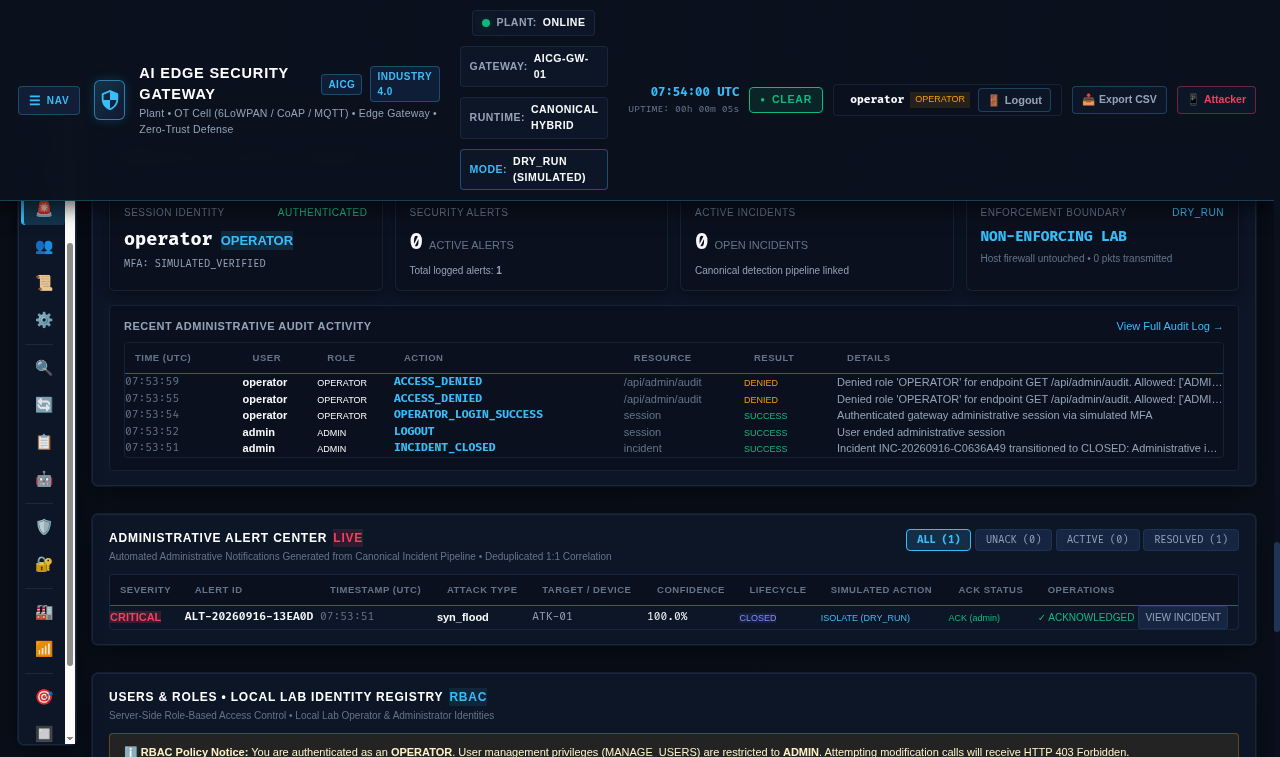 ☰ NAV
AI EDGE SECURITY GATEWAY
AICG
INDUSTRY 4.0
Plant • OT Cell (6LoWPAN / CoAP / MQTT) • Edge Gateway • Zero-Trust Defense
PLANT: ONLINE
GATEWAY: AICG-GW-01
RUNTIME: CANONICAL HYBRID
MODE: DRY_RUN (SIMULATED)
07:54:00 UTC
UPTIME: 00h 00m 05s
• CLEAR
operator OPERATOR
Logout
Export CSV
Attacker
SESSION IDENTITY AUTHENTICATED
operator OPERATOR
MFA: SIMULATED_VERIFIED
SECURITY ALERTS
0 ACTIVE ALERTS
Total logged alerts: 1
ACTIVE INCIDENTS
0 OPEN INCIDENTS
Canonical detection pipeline linked
ENFORCEMENT BOUNDARY DRY_RUN
NON-ENFORCING LAB
Host firewall untouched • 0 pkts transmitted
RECENT ADMINISTRATIVE AUDIT ACTIVITY View Full Audit Log →
TIME (UTC) USER ROLE ACTION RESOURCE RESULT DETAILS
07:53:59 operator OPERATOR ACCESS_DENIED /api/admin/audit DENIED Denied role 'OPERATOR' for endpoint GET /api/admin/audit. Allowed: ['ADMI…
07:53:55 operator OPERATOR ACCESS_DENIED /api/admin/audit DENIED Denied role 'OPERATOR' for endpoint GET /api/admin/audit. Allowed: ['ADMI…
07:53:54 operator OPERATOR OPERATOR_LOGIN_SUCCESS session SUCCESS Authenticated gateway administrative session via simulated MFA
07:53:52 admin ADMIN LOGOUT session SUCCESS User ended administrative session
07:53:51 admin ADMIN INCIDENT_CLOSED incident SUCCESS Incident INC-20260916-C0636A49 transitioned to CLOSED: Administrative i…
ADMINISTRATIVE ALERT CENTER LIVE
Automated Administrative Notifications Generated from Canonical Incident Pipeline • Deduplicated 1:1 Correlation
ALL (1) UNACK (0) ACTIVE (0) RESOLVED (1)
SEVERITY ALERT ID TIMESTAMP (UTC) ATTACK TYPE TARGET / DEVICE CONFIDENCE LIFECYCLE SIMULATED ACTION ACK STATUS OPERATIONS
CRITICAL ALT-20260916-13EA0D 07:53:51 syn_flood ATK-01 100.0% CLOSED ISOLATE (DRY_RUN) ACK (admin) ✓ ACKNOWLEDGED VIEW INCIDENT
USERS & ROLES • LOCAL LAB IDENTITY REGISTRY RBAC
Server-Side Role-Based Access Control • Local Lab Operator & Administrator Identities
ℹ️ RBAC Policy Notice: You are authenticated as an OPERATOR. User management privileges (MANAGE_USERS) are restricted to ADMIN. Attempting modification calls will receive HTTP 403 Forbidden.